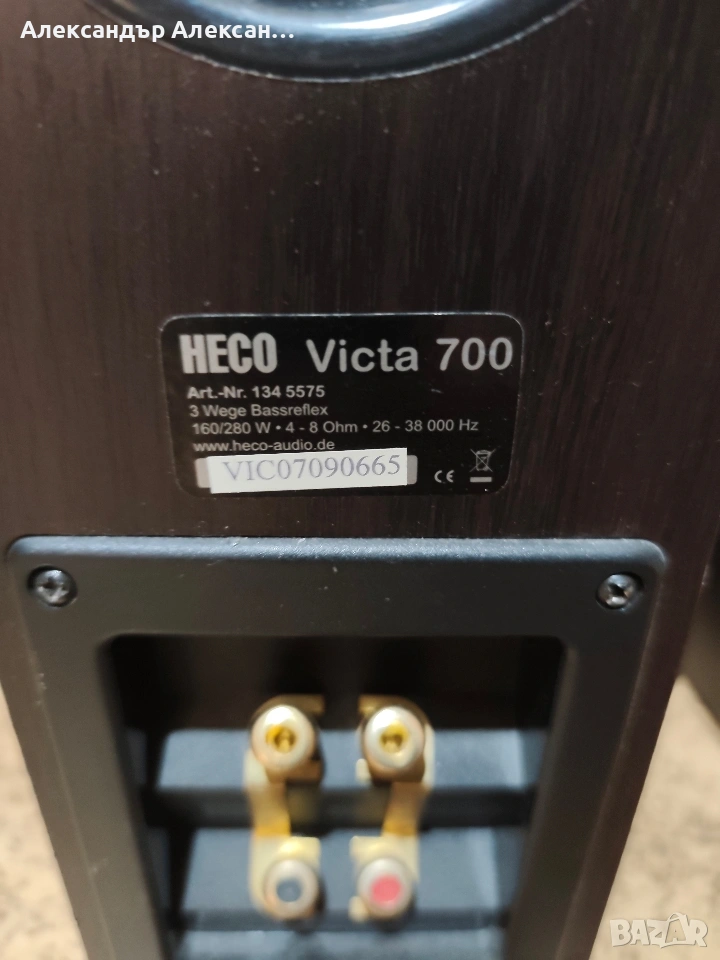 Александър Алексан...
HECO Victa 700
Art.-Nr. 134 5575
3 Wege Bassreflex
160/280 W • 4 - 8 Ohm • 26 - 38 000 Hz
www.heco-audio.de
VIC07090665
CE
BAZAR